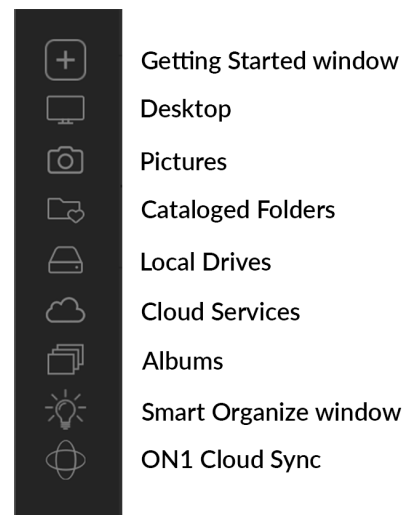 Getting Started window
Desktop
Pictures
Cataloged Folders
Local Drives
Cloud Services
Albums
Smart Organize window
ON1 Cloud Sync